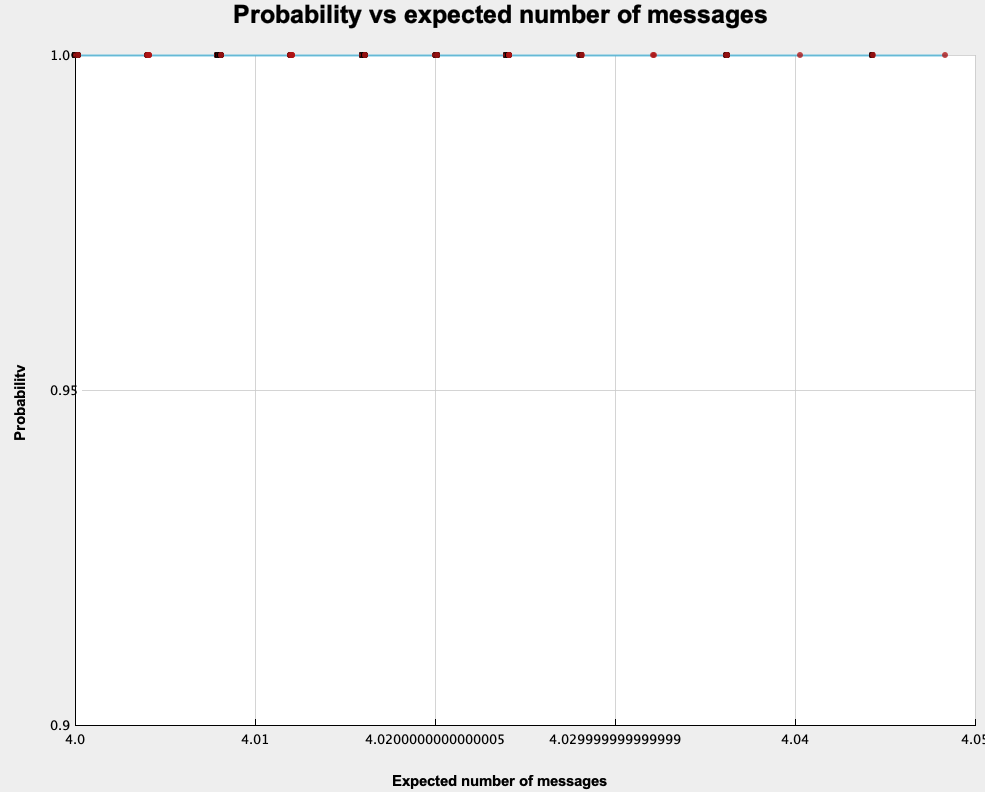 Probability vs expected number of messages
1.0
0.95
0.9
Probability
4.0 4.01 4.0200000000000005 4.029999999999999 4.04 4.05
Expected number of messages